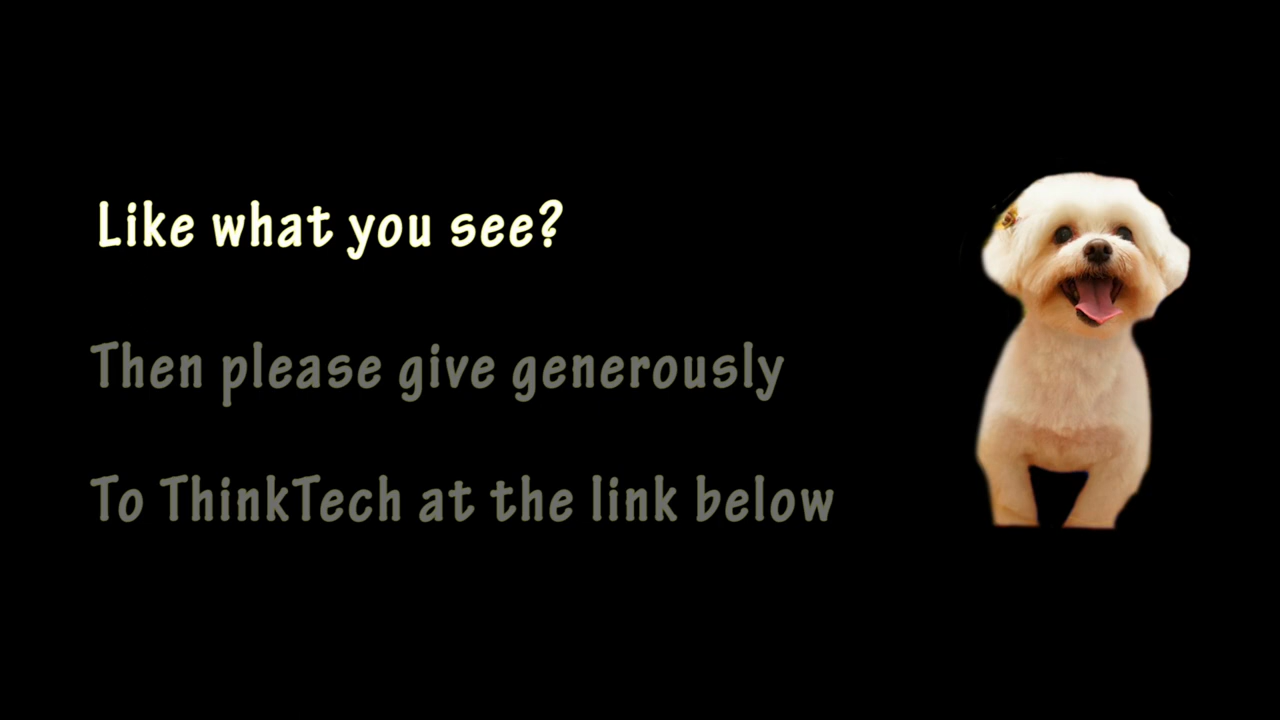 Like what you see?
Then please give generously
To ThinkTech at the link below